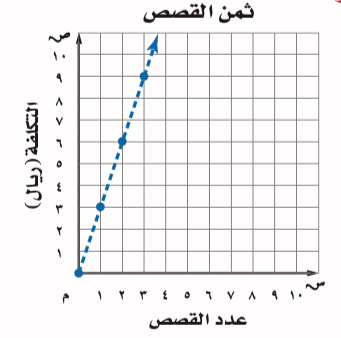 ثمن القصص
ص
١٠
٩
٨
٧
٦
٥
٤
٣
٢
١
التكلفة (ريال)
م ١ ٢ ٣ ٤ ٥ ٦ ٧ ٨ ٩ ١٠ س
عدد القصص